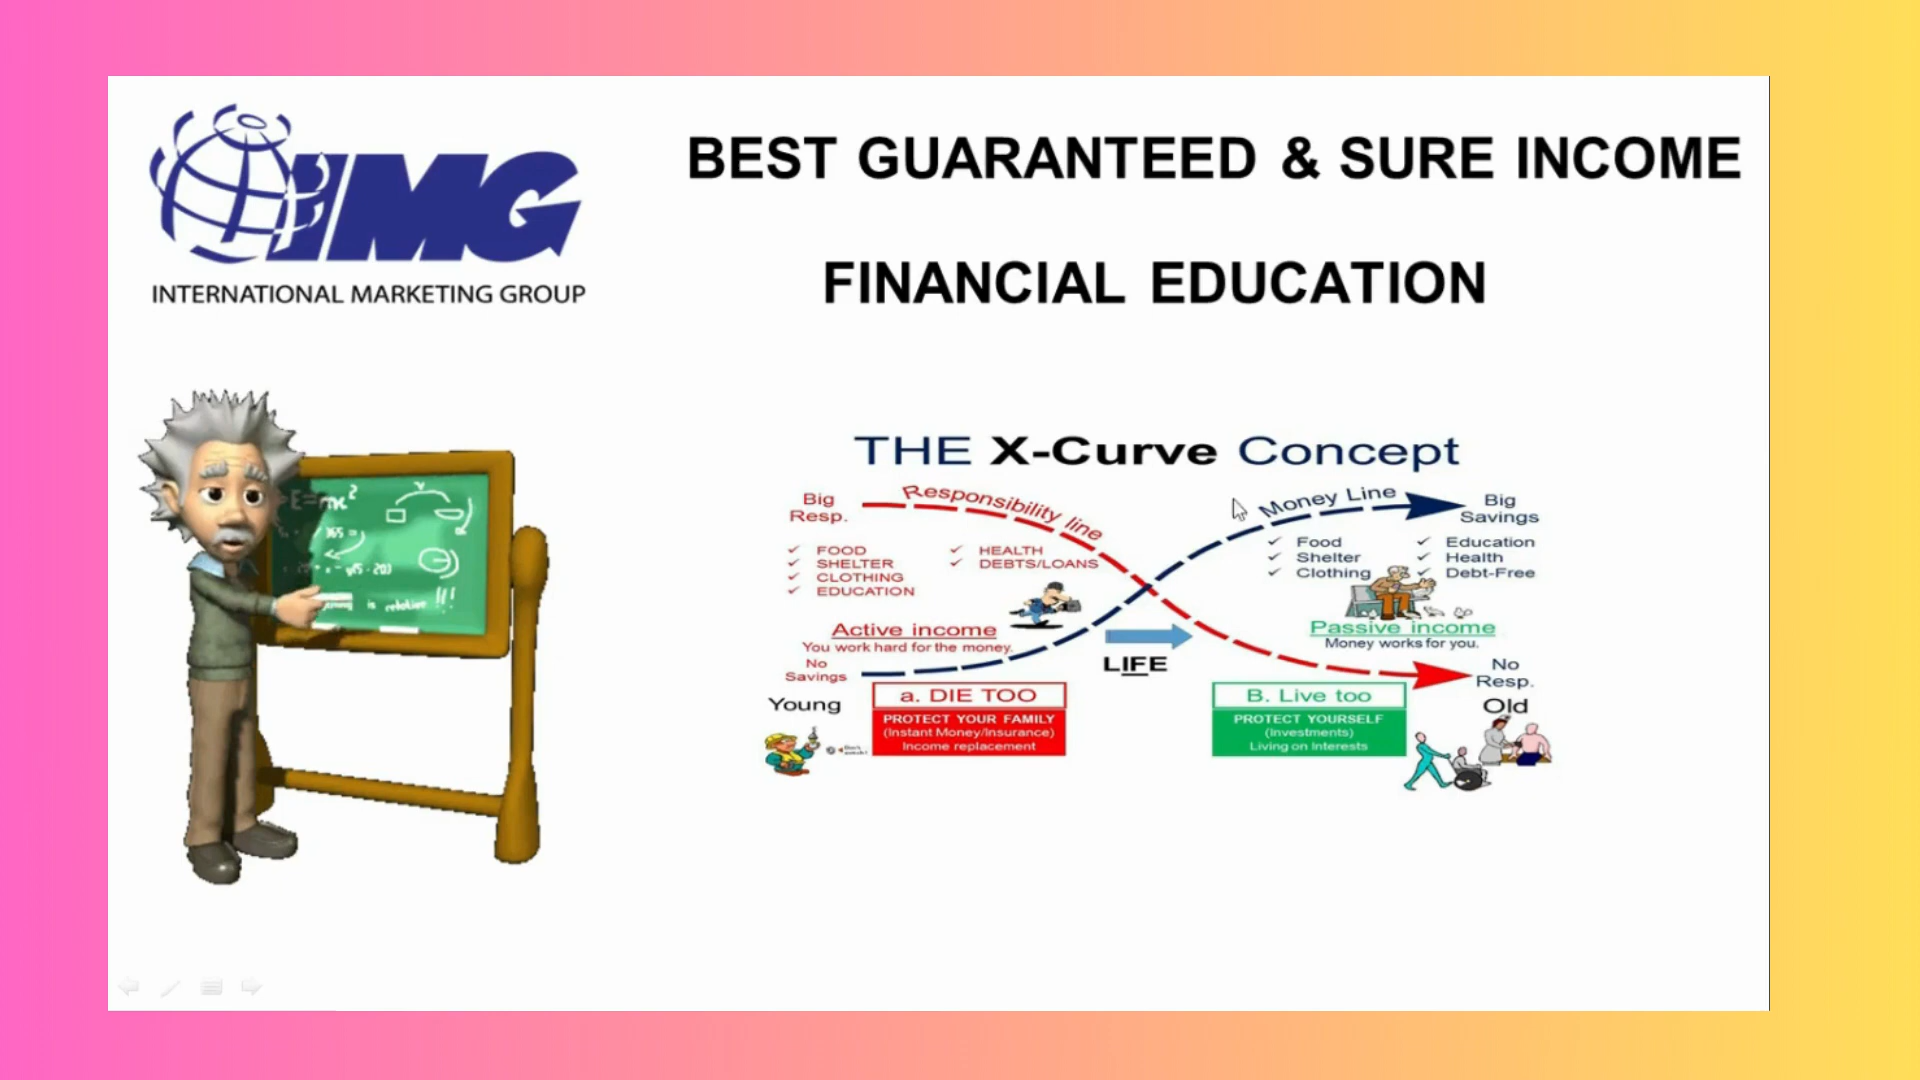 IMG
INTERNATIONAL MARKETING GROUP
BEST GUARANTEED & SURE INCOME
FINANCIAL EDUCATION
THE X-Curve Concept
Big
Resp.
Responsibility line
Money Line
Big
Savings
FOOD
SHELTER
CLOTHING
EDUCATION
HEALTH
DEBTS/LOANS
Food
Shelter
Clothing
Education
Health
Debt-Free
Active income
You work hard for the money.
No
Savings
LIFE
Passive income
Money works for you.
No
Resp.
Young
a. DIE TOO
PROTECT YOUR FAMILY
(Instant Money/Insurance)
Income replacement
B. Live too
PROTECT YOURSELF
(Investments)
Living on Interests
Old
E=mc²
is relative !!!